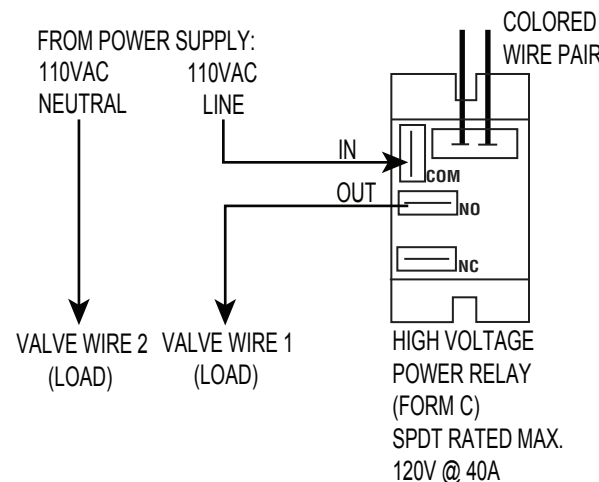 FROM POWER SUPPLY:
110VAC
NEUTRAL
110VAC
LINE
COLORED
WIRE PAIR
IN
COM
OUT
NO
NC
VALVE WIRE 2
(LOAD)
VALVE WIRE 1
(LOAD)
HIGH VOLTAGE
POWER RELAY
(FORM C)
SPDT RATED MAX.
120V @ 40A